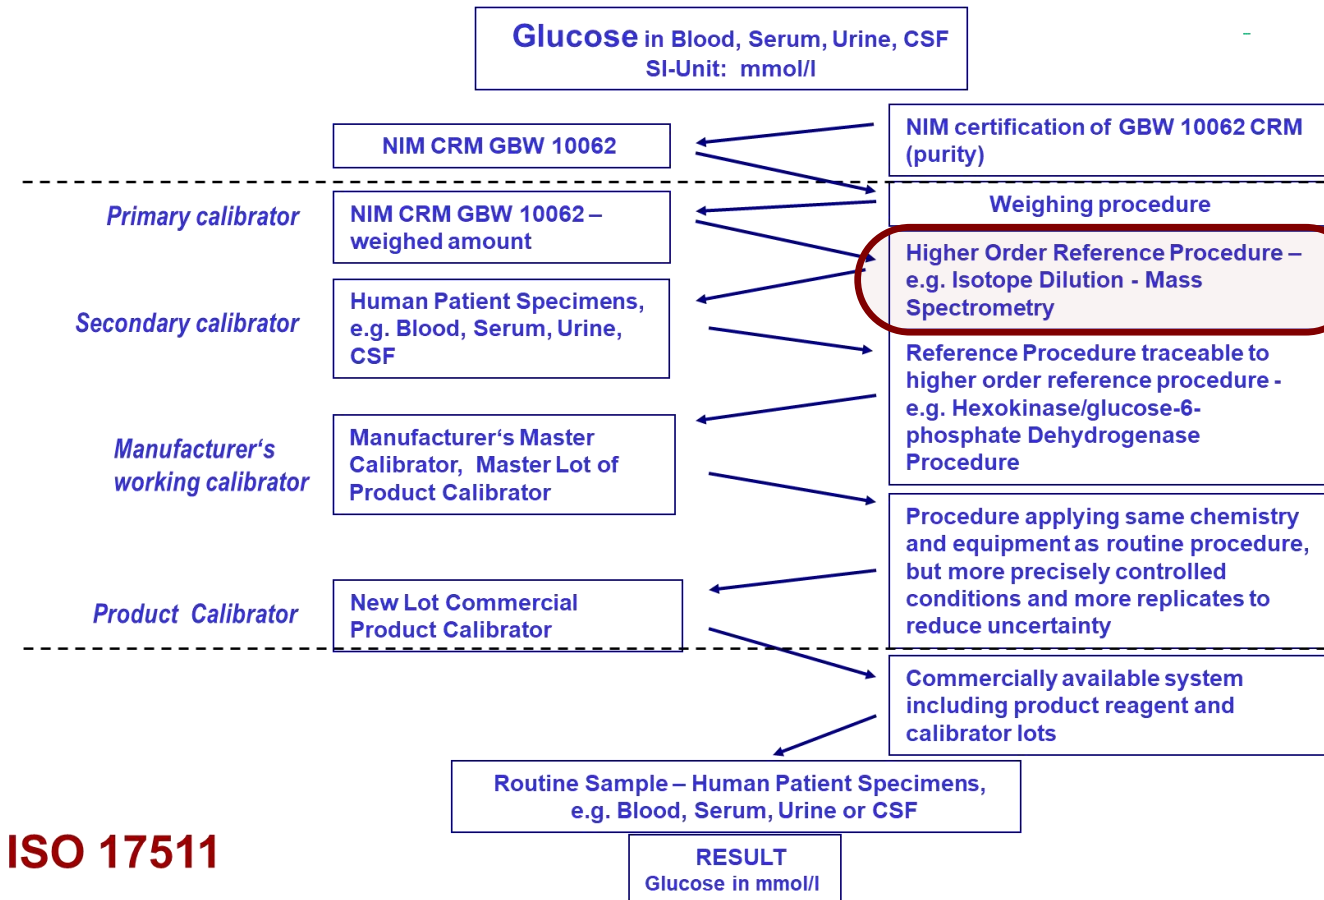 Glucose in Blood, Serum, Urine, CSF
SI-Unit: mmol/l
NIM CRM GBW 10062
NIM certification of GBW 10062 CRM
(purity)
Primary calibrator
NIM CRM GBW 10062 –
weighed amount
Weighing procedure
Higher Order Reference Procedure –
e.g. Isotope Dilution - Mass
Spectrometry
Secondary calibrator
Human Patient Specimens,
e.g. Blood, Serum, Urine,
CSF
Reference Procedure traceable to
higher order reference procedure -
e.g. Hexokinase/glucose-6-
phosphate Dehydrogenase
Procedure
Manufacturer‘s
working calibrator
Manufacturer‘s Master
Calibrator, Master Lot of
Product Calibrator
Procedure applying same chemistry
and equipment as routine procedure,
but more precisely controlled
conditions and more replicates to
reduce uncertainty
Product Calibrator
New Lot Commercial
Product Calibrator
Commercially available system
including product reagent and
calibrator lots
Routine Sample – Human Patient Specimens,
e.g. Blood, Serum, Urine or CSF
ISO 17511
RESULT
Glucose in mmol/l